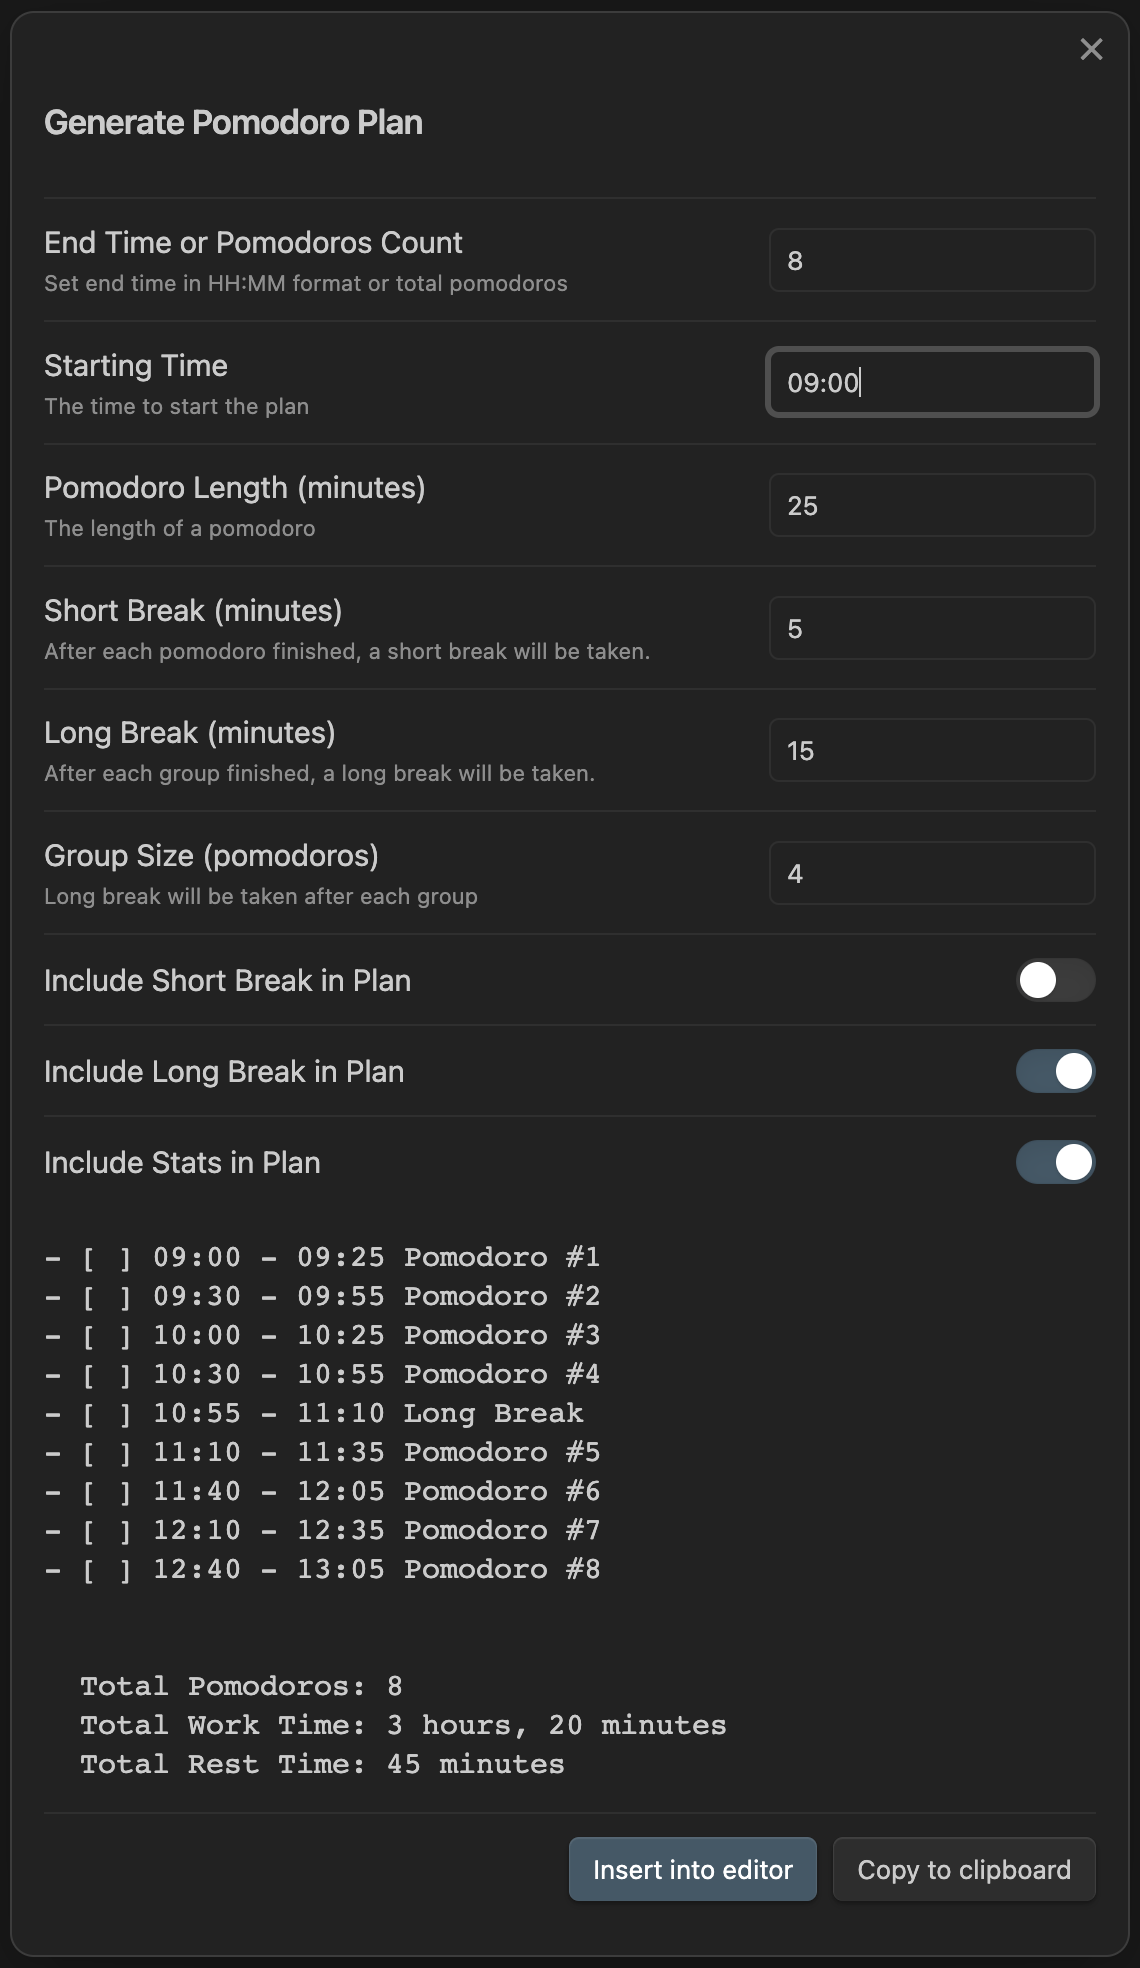 Generate Pomodoro Plan
End Time or Pomodoros Count
Set end time in HH:MM format or total pomodoros
8
Starting Time
The time to start the plan
09:00
Pomodoro Length (minutes)
The length of a pomodoro
25
Short Break (minutes)
After each pomodoro finished, a short break will be taken.
5
Long Break (minutes)
After each group finished, a long break will be taken.
15
Group Size (pomodoros)
Long break will be taken after each group
4
Include Short Break in Plan
Include Long Break in Plan
Include Stats in Plan
- [ ] 09:00 - 09:25 Pomodoro #1
- [ ] 09:30 - 09:55 Pomodoro #2
- [ ] 10:00 - 10:25 Pomodoro #3
- [ ] 10:30 - 10:55 Pomodoro #4
- [ ] 10:55 - 11:10 Long Break
- [ ] 11:10 - 11:35 Pomodoro #5
- [ ] 11:40 - 12:05 Pomodoro #6
- [ ] 12:10 - 12:35 Pomodoro #7
- [ ] 12:40 - 13:05 Pomodoro #8
Total Pomodoros: 8
Total Work Time: 3 hours, 20 minutes
Total Rest Time: 45 minutes
Insert into editor
Copy to clipboard